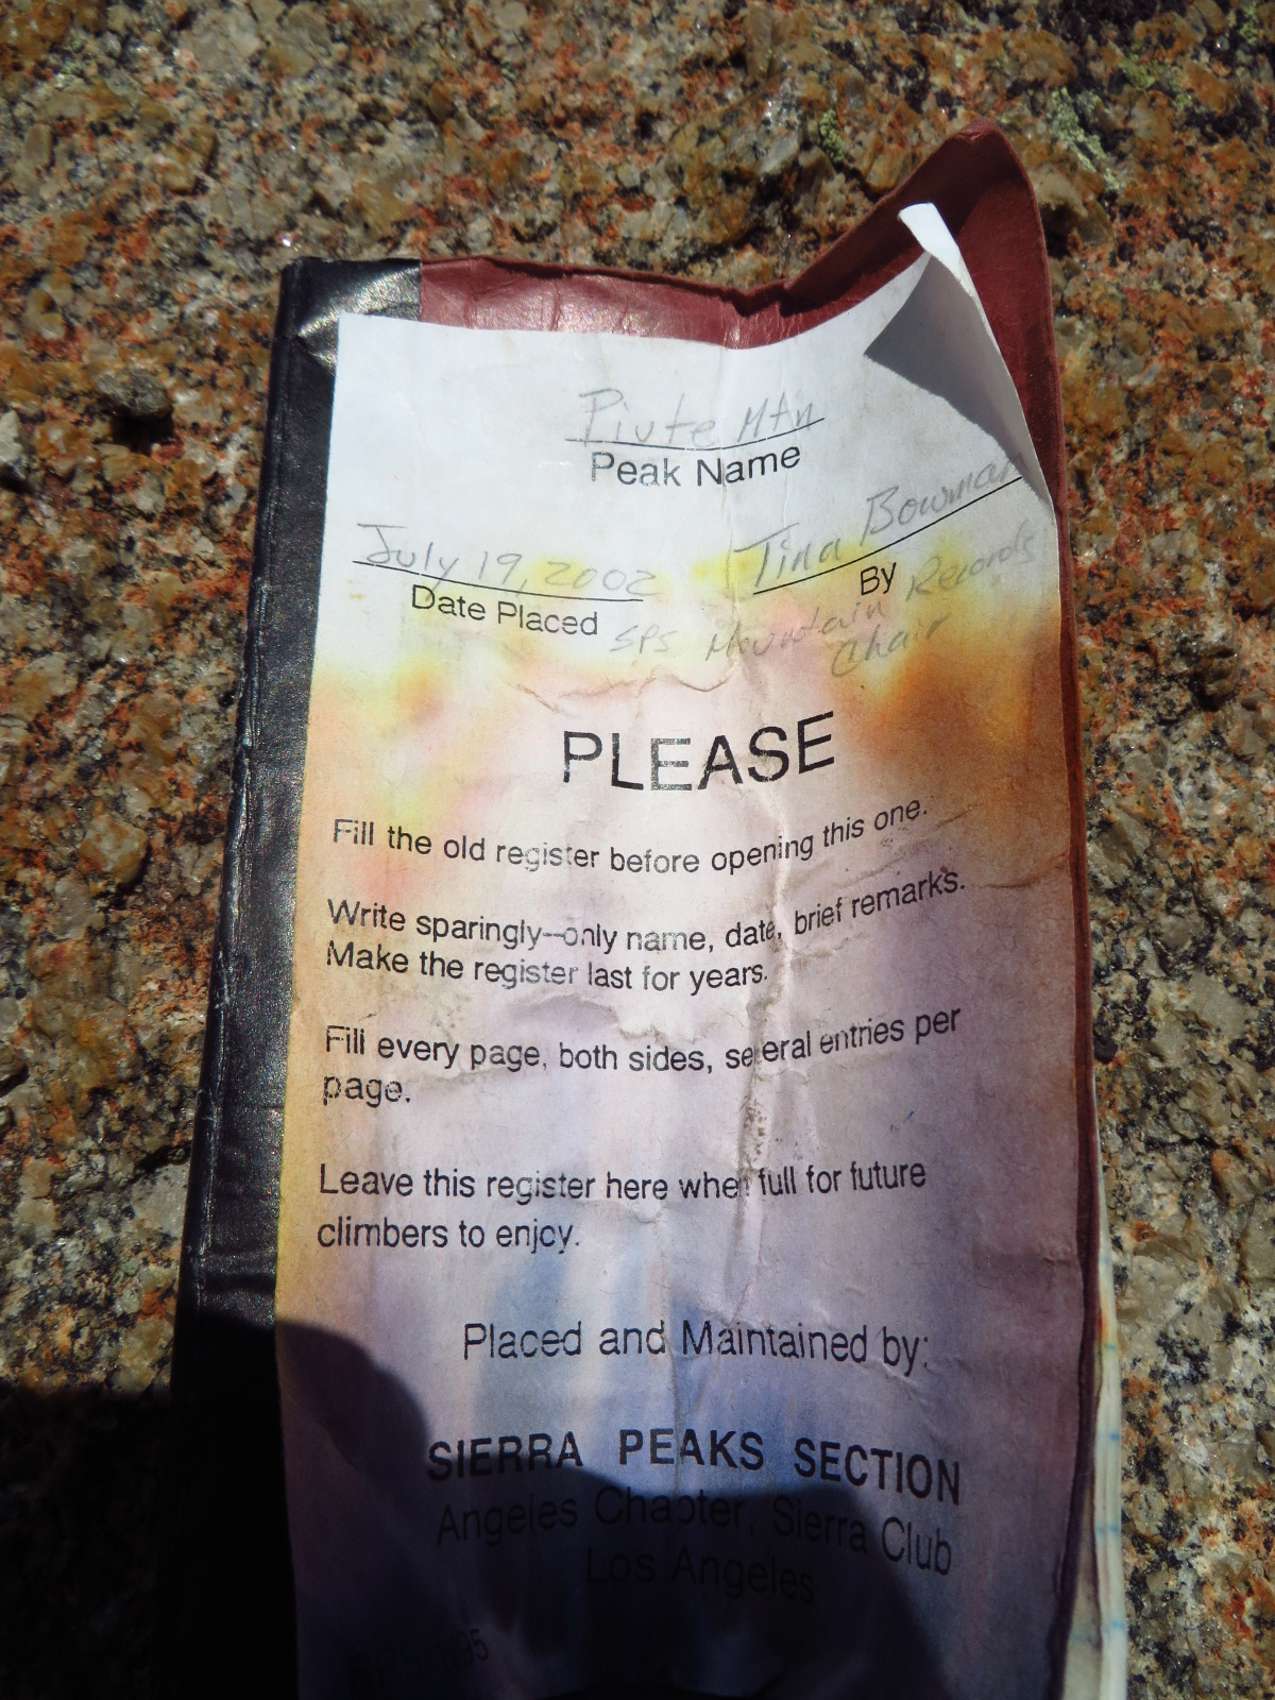 Piute Mtn
Peak Name
July 19, 2002
Date Placed
Tina Bowman
By
SPS Mountain Records
Chair
PLEASE
Fill the old register before opening this one.
Write sparingly--only name, date, brief remarks.
Make the register last for years.
Fill every page, both sides, several entries per
page.
Leave this register here when full for future
climbers to enjoy.
Placed and Maintained by:
SIERRA PEAKS SECTION
Angeles Chapter, Sierra Club
Los Angeles